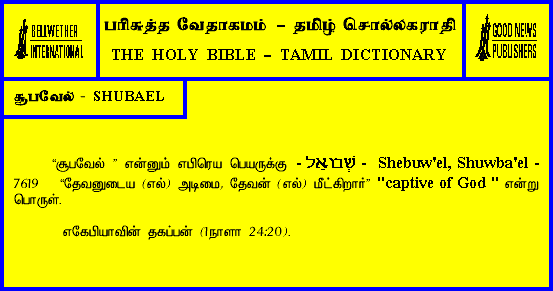 BELLWETHER
INTERNATIONAL
பரிசுத்த வேதாகமம் – தமிழ் சொல்லகராதி
THE HOLY BIBLE – TAMIL DICTIONARY
GOOD NEWS
PUBLISHERS
சூபவேல் - SHUBAEL
“சூபவேல் ” என்னும் எபிரெய பெயருக்கு - שׁוּבאל - Shebuw'el, Shuwba'el -
7619 “தேவனுடைய (எல்) அடிமை, தேவன் (எல்) மீட்கிறார்” "captive of God " என்று
பொருள்.
எகேபியாவின் தகப்பன் (1நாளா 24:20).